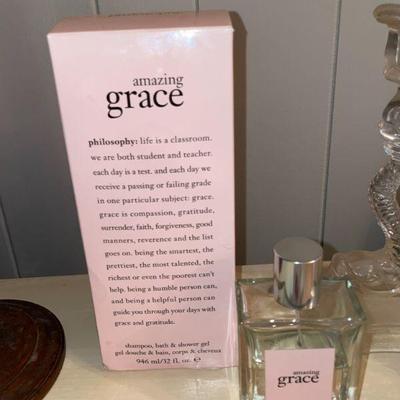 amazing
grace
philosophy: life is a classroom.
we are both student and teacher.
each day is a test. and each day we
receive a passing or failing grade
in one particular subject: grace.
grace is compassion, gratitude,
surrender, faith, forgiveness, good
manners, reverence and the list
goes on. being the smartest, the
prettiest, the most talented, the
richest or even the poorest can't
help. being a humble person can,
and being a helpful person can
guide you through your days with
grace and gratitude.
shampoo, bath & shower gel
gel douche & bain, corps & cheveux
946 ml/32 fl. oz. e
amazing
grace